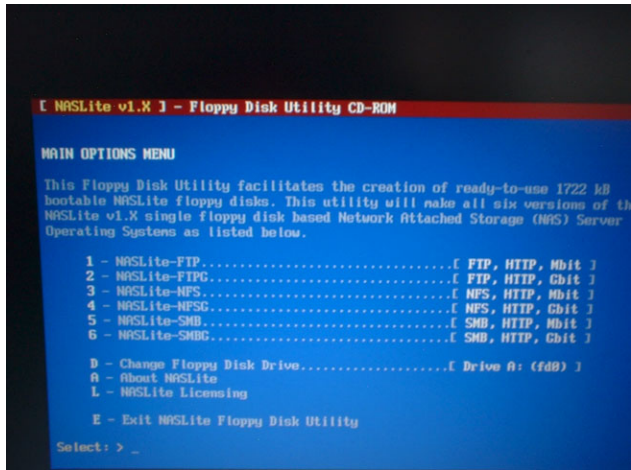 [ NASLite v1.X ] - Floppy Disk Utility CD-ROM
MAIN OPTIONS MENU
This Floppy Disk Utility facilitates the creation of ready-to-use 1722 kB
bootable NASLite floppy disks. This utility will make all six versions of th
NASLite v1.X single floppy disk based Network Attached Storage (NAS) Server
Operating Systems as listed below.
1 - NASLite-FTP..................................[ FTP, HTTP, Mbit ]
2 - NASLite-FTPG.................................[ FTP, HTTP, Gbit ]
3 - NASLite-NFS..................................[ NFS, HTTP, Mbit ]
4 - NASLite-NFSG.................................[ NFS, HTTP, Gbit ]
5 - NASLite-SMB..................................[ SMB, HTTP, Mbit ]
6 - NASLite-SMBG.................................[ SMB, HTTP, Gbit ]
D - Change Floppy Disk Drive.....................[ Drive A: (fd0) ]
A - About NASLite
L - NASLite Licensing
E - Exit NASLite Floppy Disk Utility
Select: > _